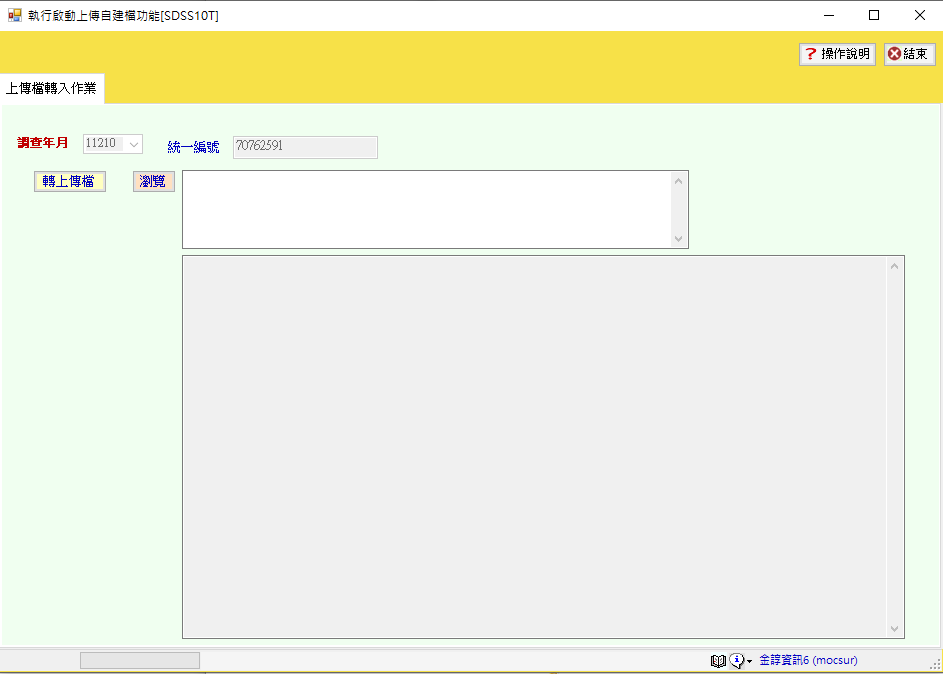 執行啟動上傳自建檔功能[SDSS10T]
操作說明
結束
上傳檔轉入作業
調查年月
11210
統一編號
70762591
轉上傳檔
瀏覽
金諄資訊6 (mocsur)